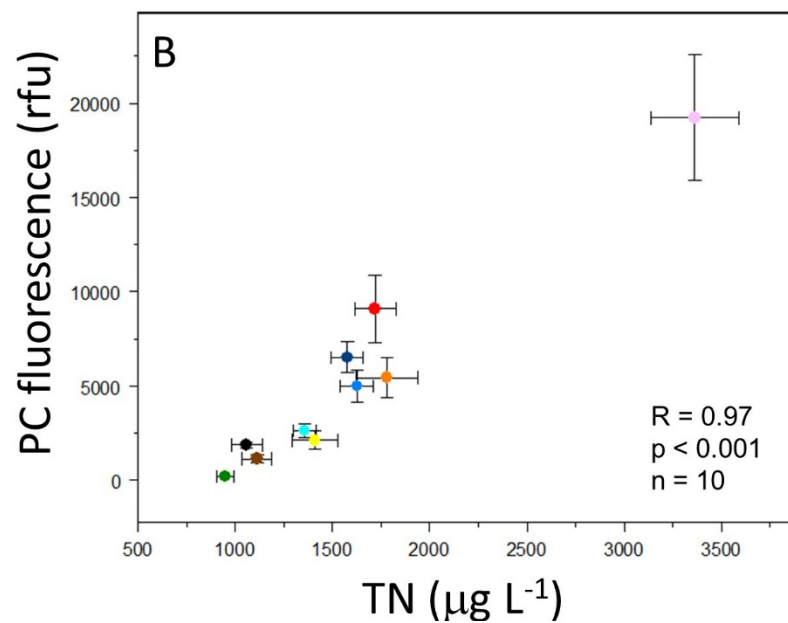 B
PC fluorescence (rfu)
20000
15000
10000
5000
0
R = 0.97
p < 0.001
n = 10
500 1000 1500 2000 2500 3000 3500
TN (μg L⁻¹)